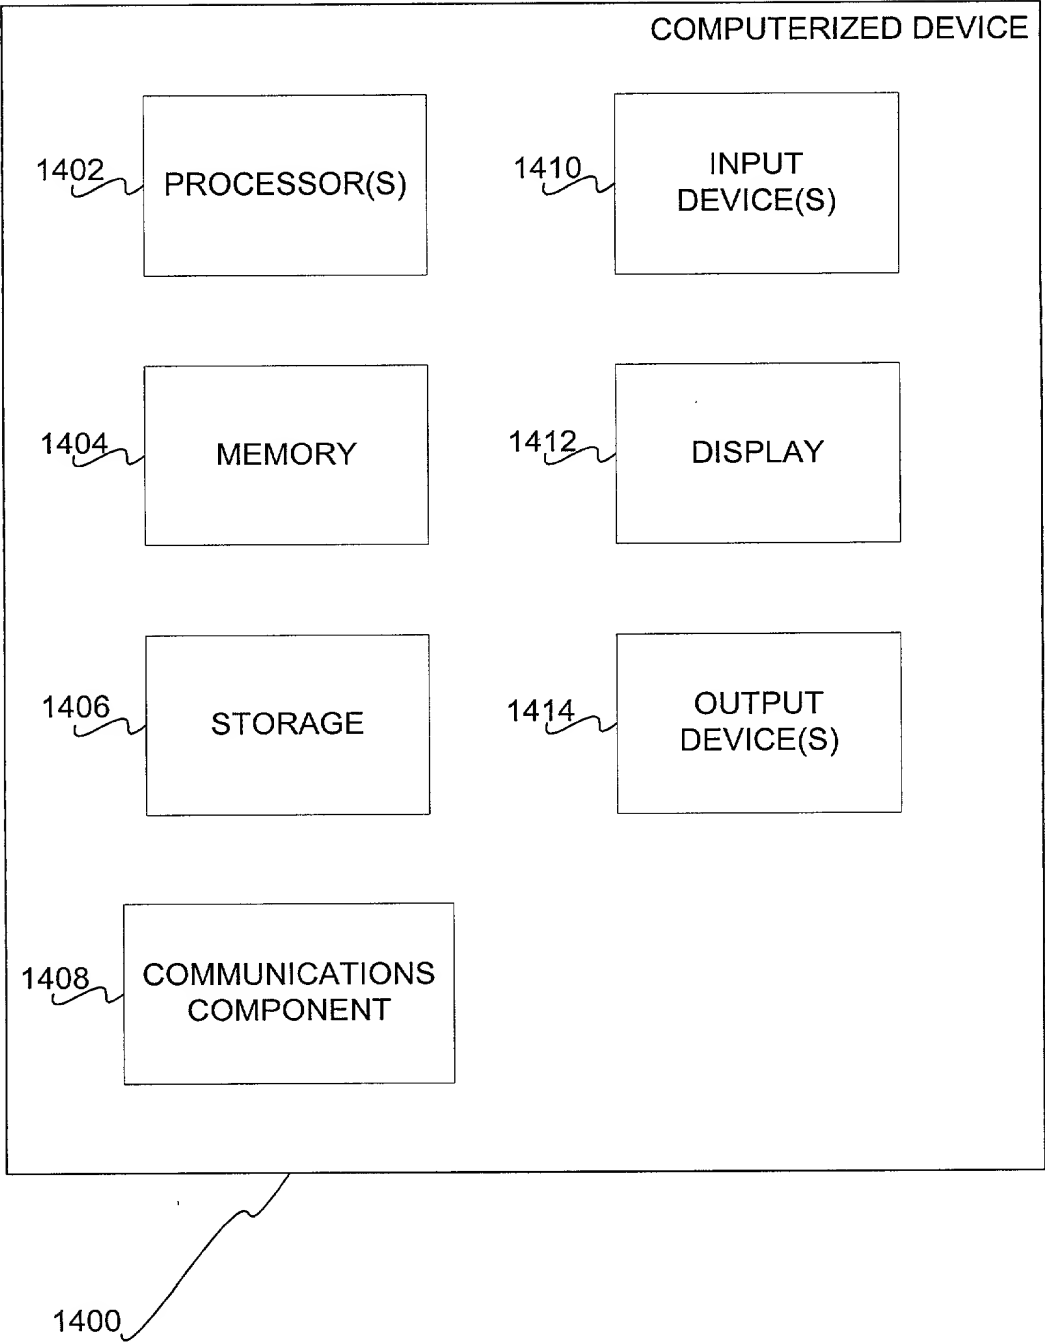 COMPUTERIZED DEVICE
1402
PROCESSOR(S)
1410
INPUT
DEVICE(S)
1404
MEMORY
1412
DISPLAY
1406
STORAGE
1414
OUTPUT
DEVICE(S)
1408
COMMUNICATIONS
COMPONENT
1400